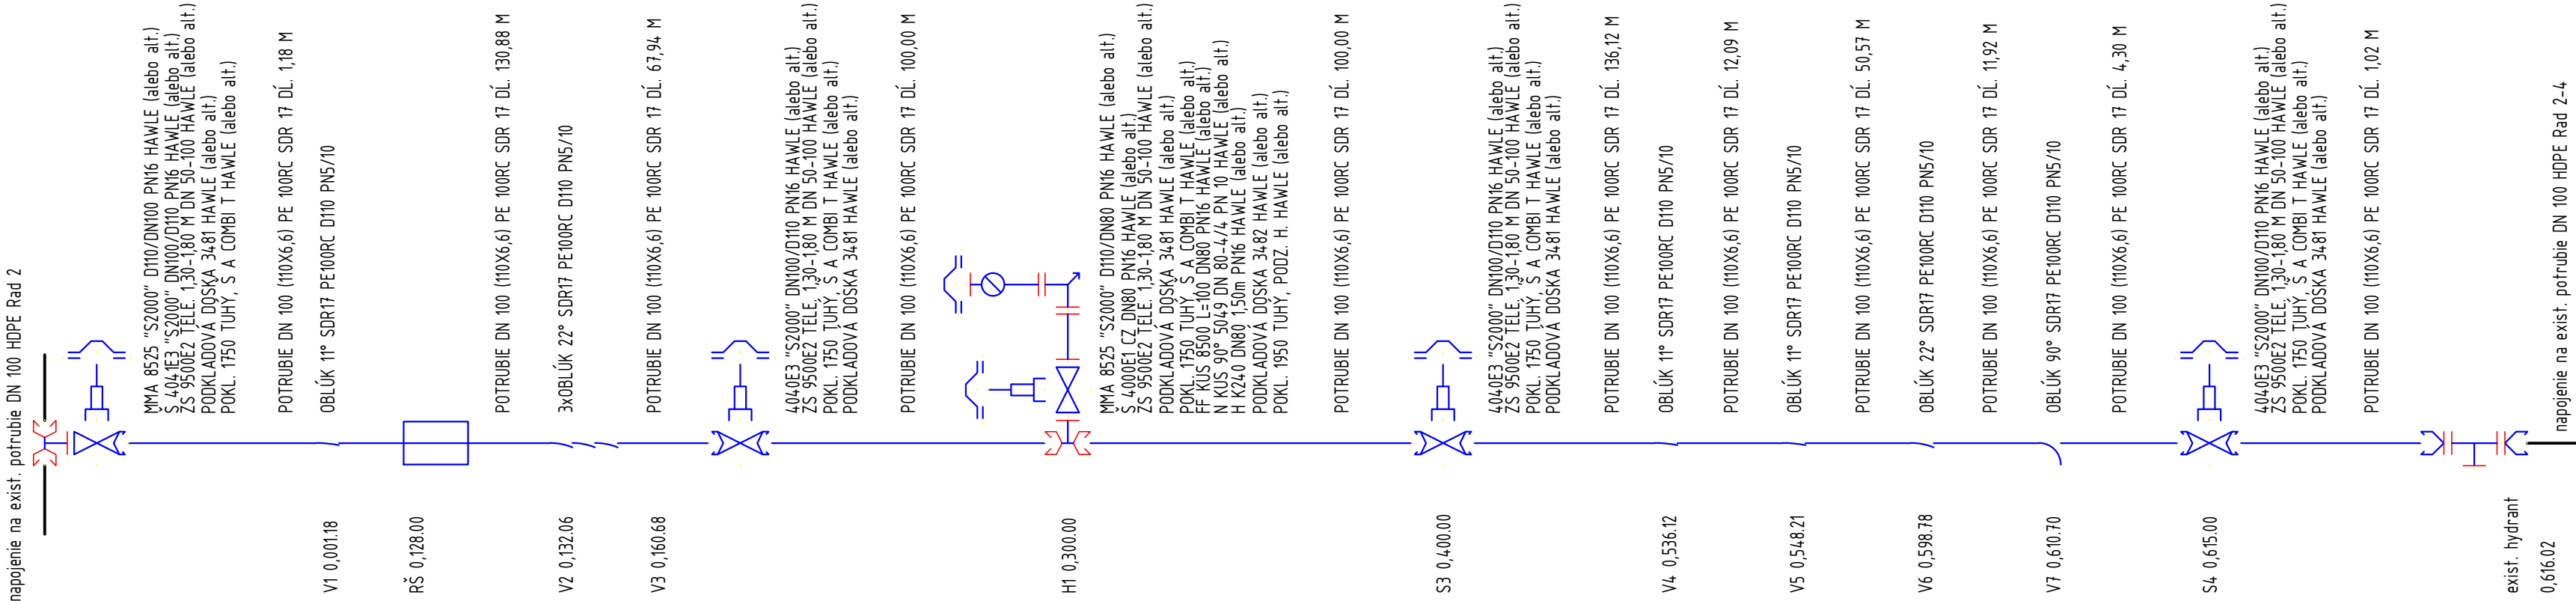 napojenie na exist. potrubie DN 100 HDPE Rad 2
MMA 8525 "S2000" D110/DN100 PN16 HAWLE (alebo alt.)
Š 4041E3 "S2000" DN100/D110 PN16 HAWLE (alebo alt.)
ZS 9500E2 TELE. 1,30-1,80 M DN 50-100 HAWLE (alebo alt.)
PODKLADOVÁ DOSKA 3481 HAWLE (alebo alt.)
POKL. 1750 TUHÝ, Š A COMBI T HAWLE (alebo alt.)
POTRUBIE DN 100 (110X6,6) PE 100RC SDR 17 DĹ. 1,18 M
OBLÚK 11° SDR17 PE100RC D110 PN5/10
V1 0,001.18
RŠ 0,128.00
POTRUBIE DN 100 (110X6,6) PE 100RC SDR 17 DĹ. 130,88 M
3xOBLÚK 22° SDR17 PE100RC D110 PN5/10
V2 0,132.06
POTRUBIE DN 100 (110X6,6) PE 100RC SDR 17 DĹ. 67,94 M
V3 0,160.68
4040E3 "S2000" DN100/D110 PN16 HAWLE (alebo alt.)
ZS 9500E2 TELE. 1,30-1,80 M DN 50-100 HAWLE (alebo alt.)
POKL. 1750 TUHÝ, Š A COMBI T HAWLE (alebo alt.)
PODKLADOVÁ DOSKA 3481 HAWLE (alebo alt.)
POTRUBIE DN 100 (110X6,6) PE 100RC SDR 17 DĹ. 100,00 M
H1 0,300.00
MMA 8525 "S2000" D110/DN80 PN16 HAWLE (alebo alt.)
Š 4000E1 CZ DN80 PN16 HAWLE (alebo alt.)
ZS 9500E2 TELE. 1,30-1,80 M DN 50-100 HAWLE (alebo alt.)
PODKLADOVÁ DOSKA 3481 HAWLE (alebo alt.)
POKL. 1750 TUHÝ, Š A COMBI T HAWLE (alebo alt.)
FF KUS 8500 L=100 DN80 PN16 HAWLE (alebo alt.)
N KUS 90° 5049 DN 80-4/4 PN 10 HAWLE (alebo alt.)
H K240 DN80 1,50m PN16 HAWLE (alebo alt.)
PODKLADOVÁ DOSKA 3482 HAWLE (alebo alt.)
POKL. 1950 TUHÝ, PODZ. H. HAWLE (alebo alt.)
POTRUBIE DN 100 (110X6,6) PE 100RC SDR 17 DĹ. 100,00 M
S3 0,400.00
4040E3 "S2000" DN100/D110 PN16 HAWLE (alebo alt.)
ZS 9500E2 TELE. 1,30-1,80 M DN 50-100 HAWLE (alebo alt.)
POKL. 1750 TUHÝ, Š A COMBI T HAWLE (alebo alt.)
PODKLADOVÁ DOSKA 3481 HAWLE (alebo alt.)
POTRUBIE DN 100 (110X6,6) PE 100RC SDR 17 DĹ. 136,12 M
OBLÚK 11° SDR17 PE100RC D110 PN5/10
V4 0,536.12
POTRUBIE DN 100 (110X6,6) PE 100RC SDR 17 DĹ. 12,09 M
OBLÚK 11° SDR17 PE100RC D110 PN5/10
V5 0,548.21
POTRUBIE DN 100 (110X6,6) PE 100RC SDR 17 DĹ. 50,57 M
OBLÚK 22° SDR17 PE100RC D110 PN5/10
V6 0,598.78
POTRUBIE DN 100 (110X6,6) PE 100RC SDR 17 DĹ. 11,92 M
OBLÚK 90° SDR17 PE100RC D110 PN5/10
V7 0,610.70
POTRUBIE DN 100 (110X6,6) PE 100RC SDR 17 DĹ. 4,30 M
S4 0,615.00
4040E3 "S2000" DN100/D110 PN16 HAWLE (alebo alt.)
ZS 9500E2 TELE. 1,30-1,80 M DN 50-100 HAWLE (alebo alt.)
POKL. 1750 TUHÝ, Š A COMBI T HAWLE (alebo alt.)
PODKLADOVÁ DOSKA 3481 HAWLE (alebo alt.)
POTRUBIE DN 100 (110X6,6) PE 100RC SDR 17 DĹ. 1,02 M
exist. hydrant
0,616.02
napojenie na exist. potrubie DN 100 HDPE Rad 2-4